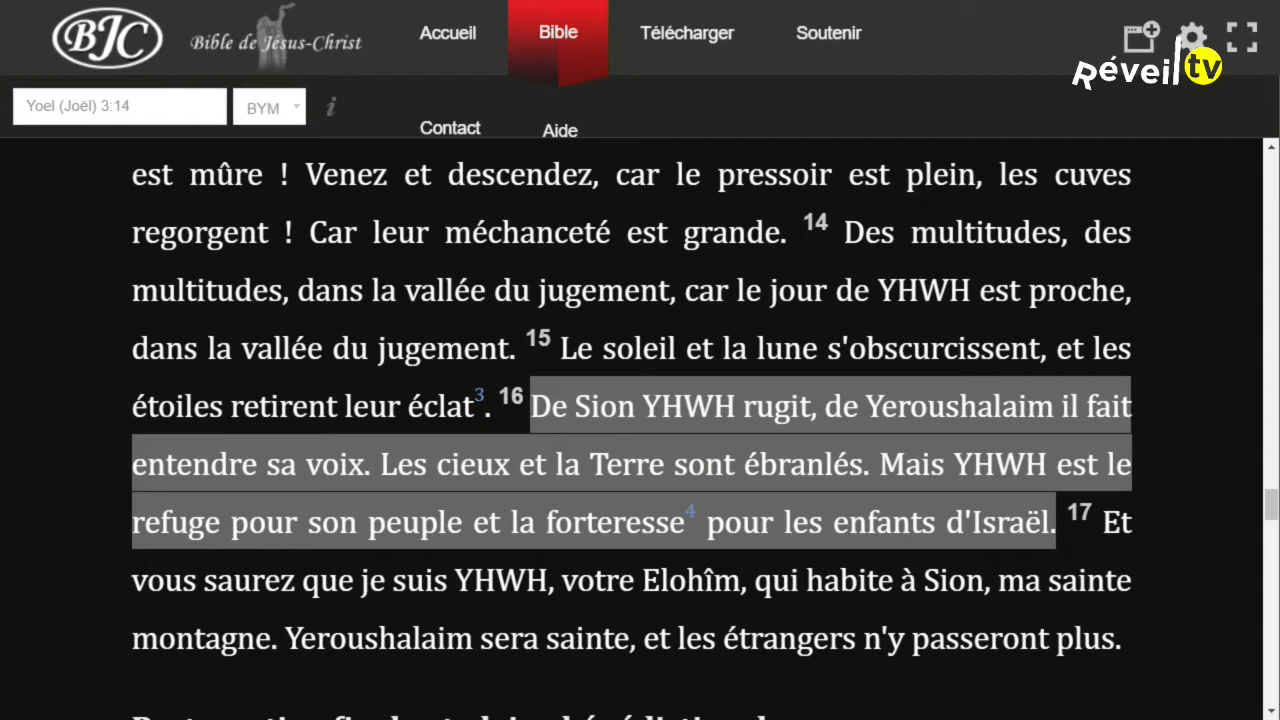 BJC Bible de Jésus-Christ Accueil Bible Télécharger Soutenir
Réveil tv
Yoel (Joël) 3:14 BYM i
Contact Aide
est mûre ! Venez et descendez, car le pressoir est plein, les cuves
regorgent ! Car leur méchanceté est grande. 14 Des multitudes, des
multitudes, dans la vallée du jugement, car le jour de YHWH est proche,
dans la vallée du jugement. 15 Le soleil et la lune s'obscurcissent, et les
étoiles retirent leur éclat3. 16 De Sion YHWH rugit, de Yeroushalaim il fait
entendre sa voix. Les cieux et la Terre sont ébranlés. Mais YHWH est le
refuge pour son peuple et la forteresse4 pour les enfants d'Israël. 17 Et
vous saurez que je suis YHWH, votre Elohîm, qui habite à Sion, ma sainte
montagne. Yeroushalaim sera sainte, et les étrangers n'y passeront plus.